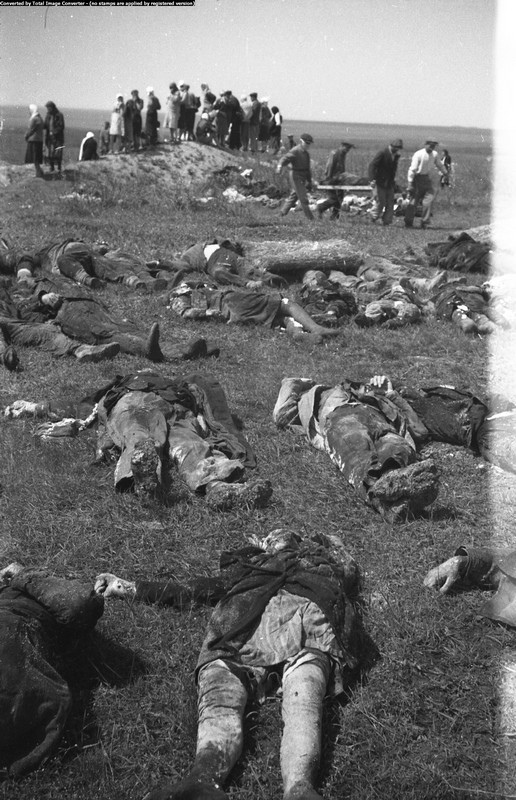 Converted by Total Image Converter - (no stamps are applied by registered version)